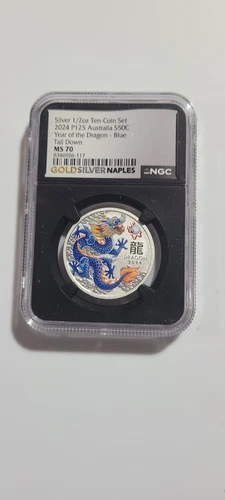 Silver 1/2oz Ten-Coin Set
2024 P125 Australia S50C
Year of the Dragon - Blue
Tail Down
MS 70
GOLDSILVER NAPLES
NGC
龍
DRAGON
2024